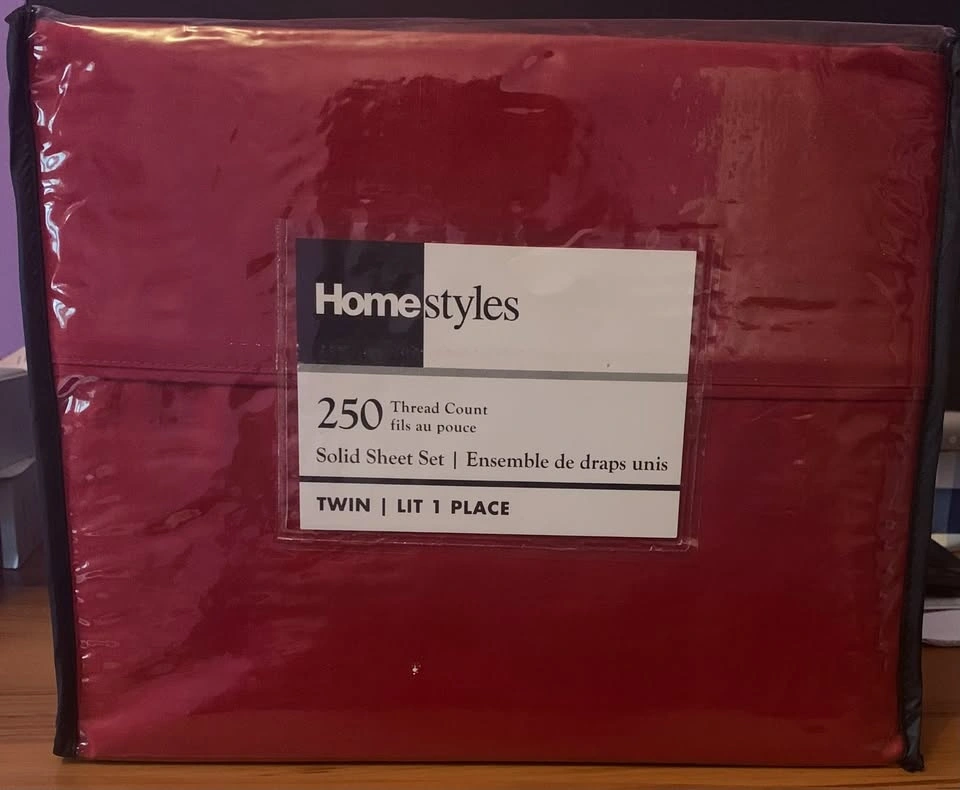 Homestyles
250 Thread Count
fils au pouce
Solid Sheet Set | Ensemble de draps unis
TWIN | LIT 1 PLACE